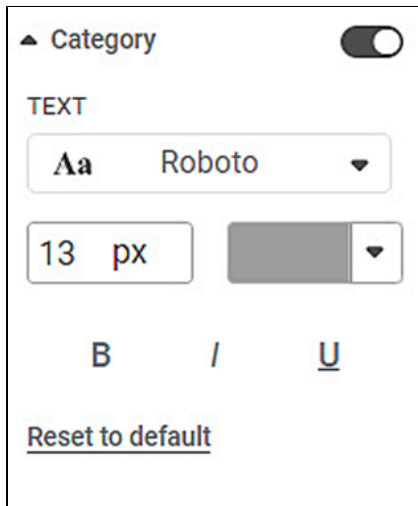 Category
TEXT
Aa Roboto
13 px
B I U
Reset to default